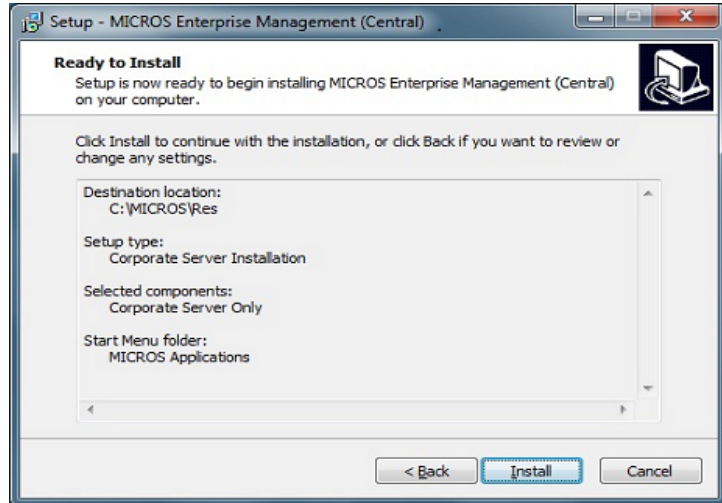 Setup - MICROS Enterprise Management (Central)
Ready to Install
Setup is now ready to begin installing MICROS Enterprise Management (Central)
on your computer.
Click Install to continue with the installation, or click Back if you want to review or
change any settings.
Destination location:
C:\MICROS\Res
Setup type:
Corporate Server Installation
Selected components:
Corporate Server Only
Start Menu folder:
MICROS Applications
< Back
Install
Cancel